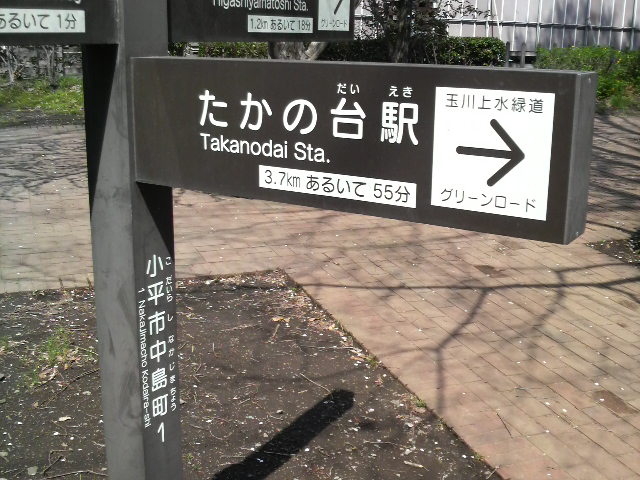 Higashiyamatoshi Sta.
1.2km あるいて 18分
グリーンロード
あるいて 1分
だい えき
たかの台駅
Takanodai Sta.
3.7km あるいて 55分
玉川上水緑道
グリーンロード
こだいらし なかじまちょう
小平市中島町1
1 Nakajimacho Kodaira-shi